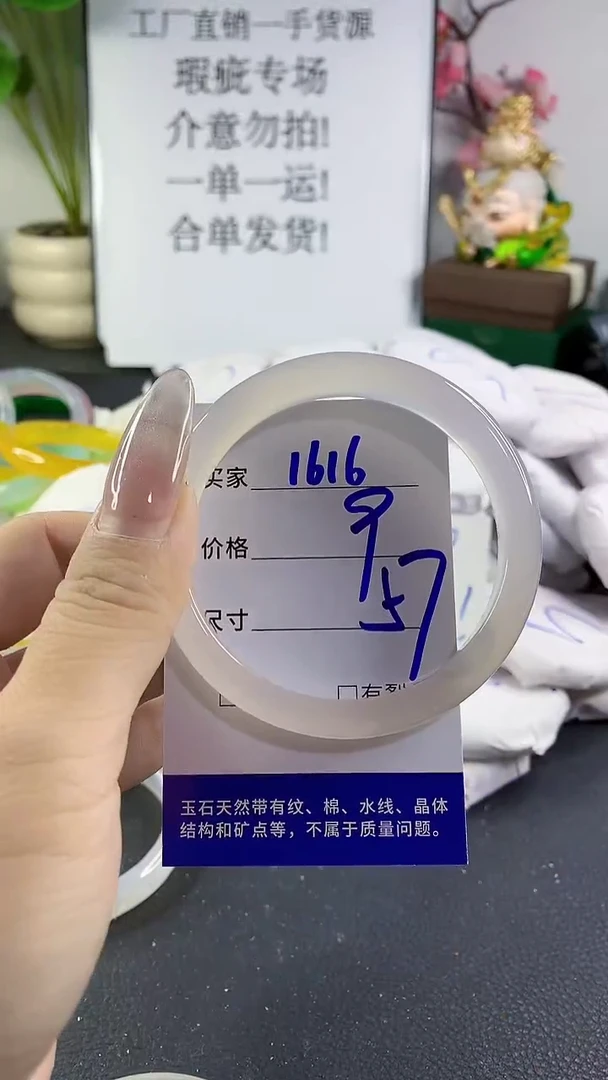 工厂直销一手货源
瑕疵专场
介意勿拍!
一单一运!
合单发货!
买家 1616
价格 9
尺寸 57
有裂
玉石天然带有纹、棉、水线、晶体
结构和矿点等，不属于质量问题。